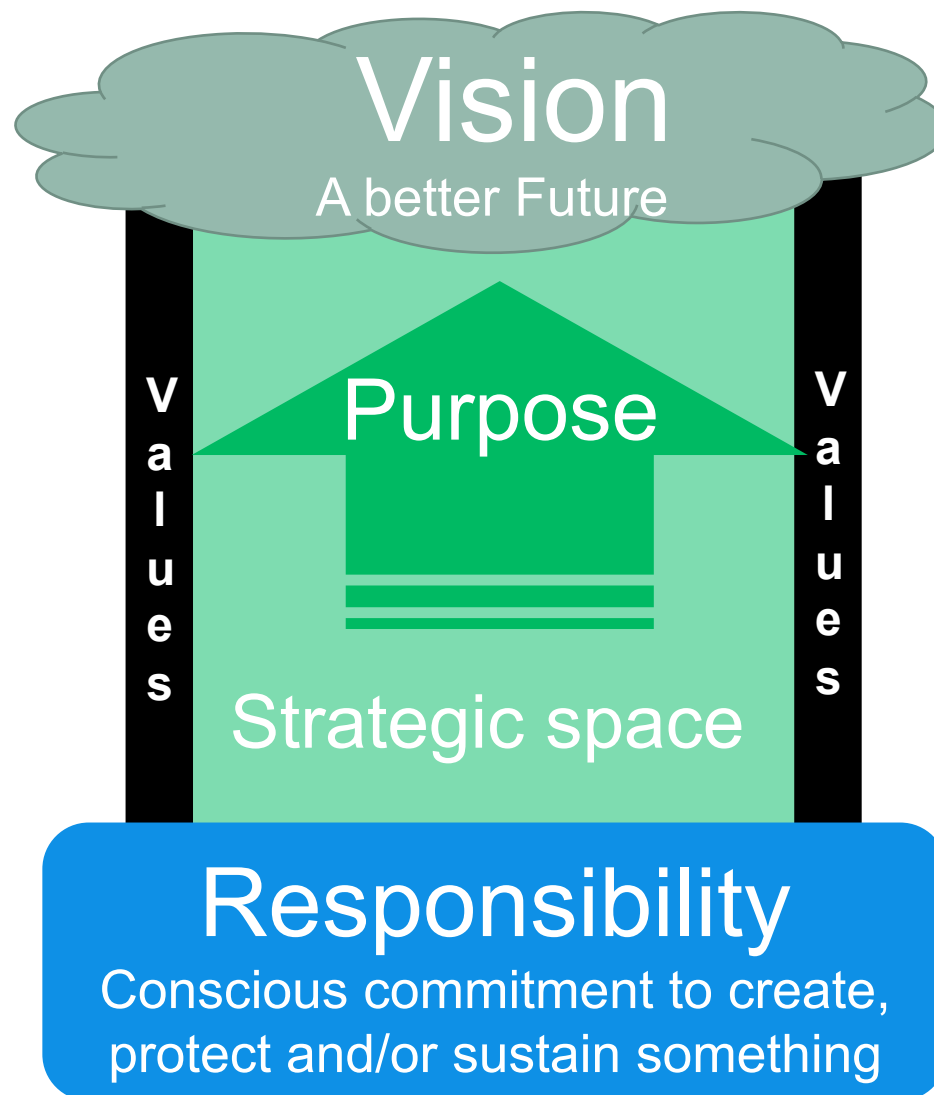 Vision
A better Future
Purpose
Values
Values
Strategic space
Responsibility
Conscious commitment to create,
protect and/or sustain something